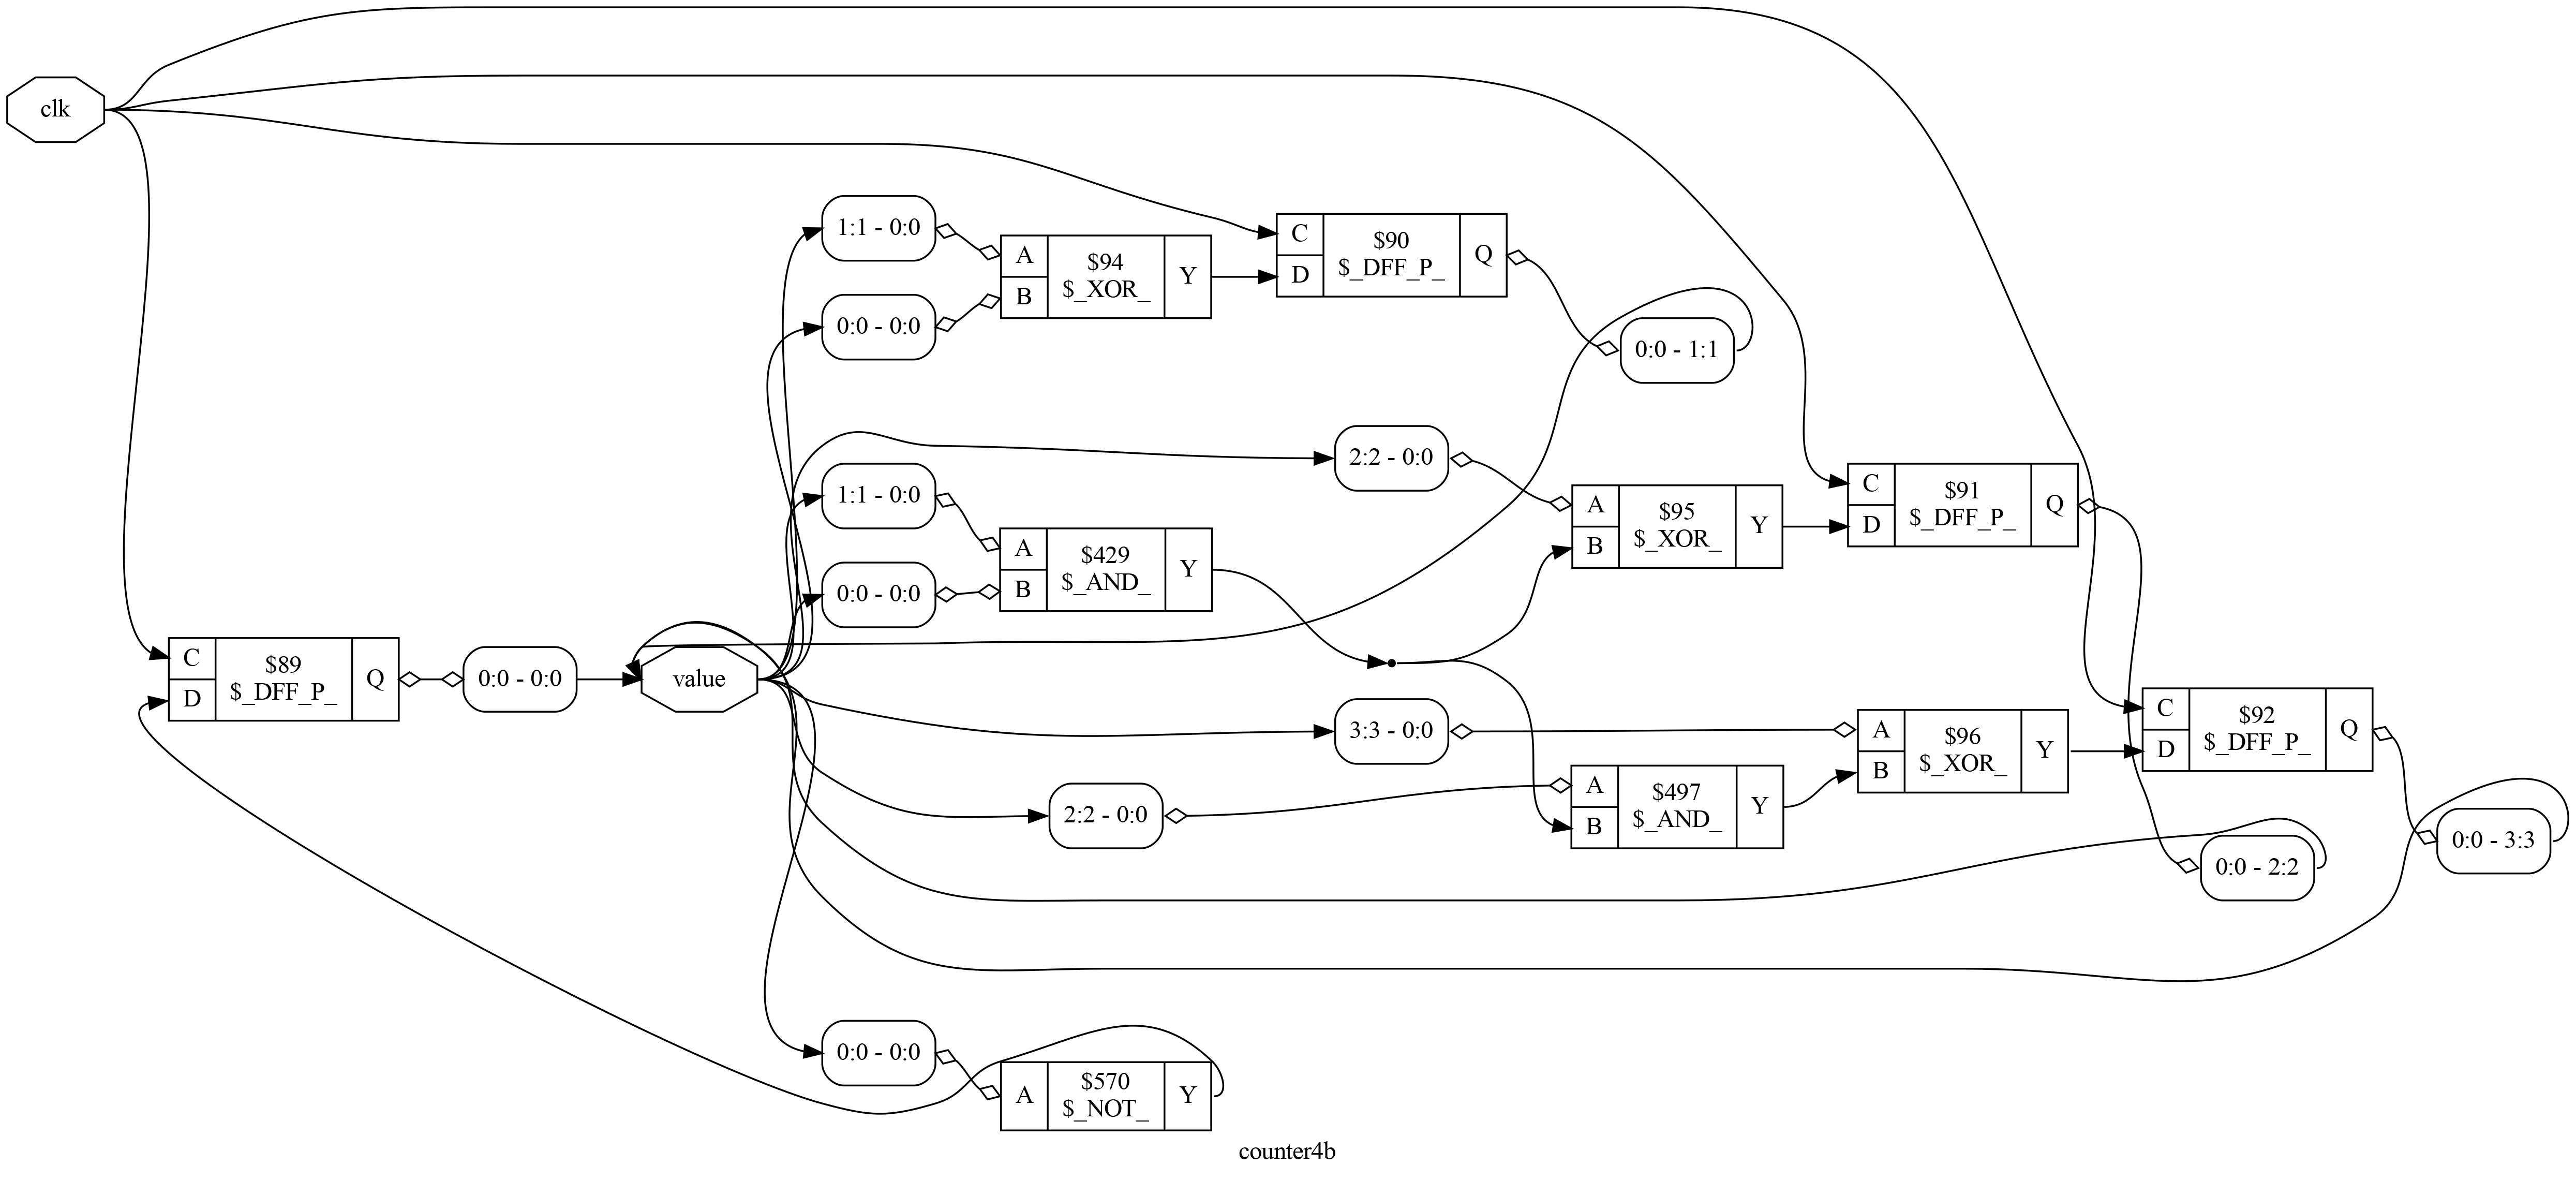 clk
1:1 - 0:0
0:0 - 0:0
A
B
$94
$_XOR_
Y
C
D
$90
$_DFF_P_
Q
0:0 - 1:1
2:2 - 0:0
1:1 - 0:0
0:0 - 0:0
A
B
$429
$_AND_
Y
A
B
$95
$_XOR_
Y
C
D
$91
$_DFF_P_
Q
C
D
$89
$_DFF_P_
Q
0:0 - 0:0
value
3:3 - 0:0
2:2 - 0:0
A
B
$497
$_AND_
Y
A
B
$96
$_XOR_
Y
C
D
$92
$_DFF_P_
Q
0:0 - 2:2
0:0 - 3:3
0:0 - 0:0
A
$570
$_NOT_
Y
counter4b